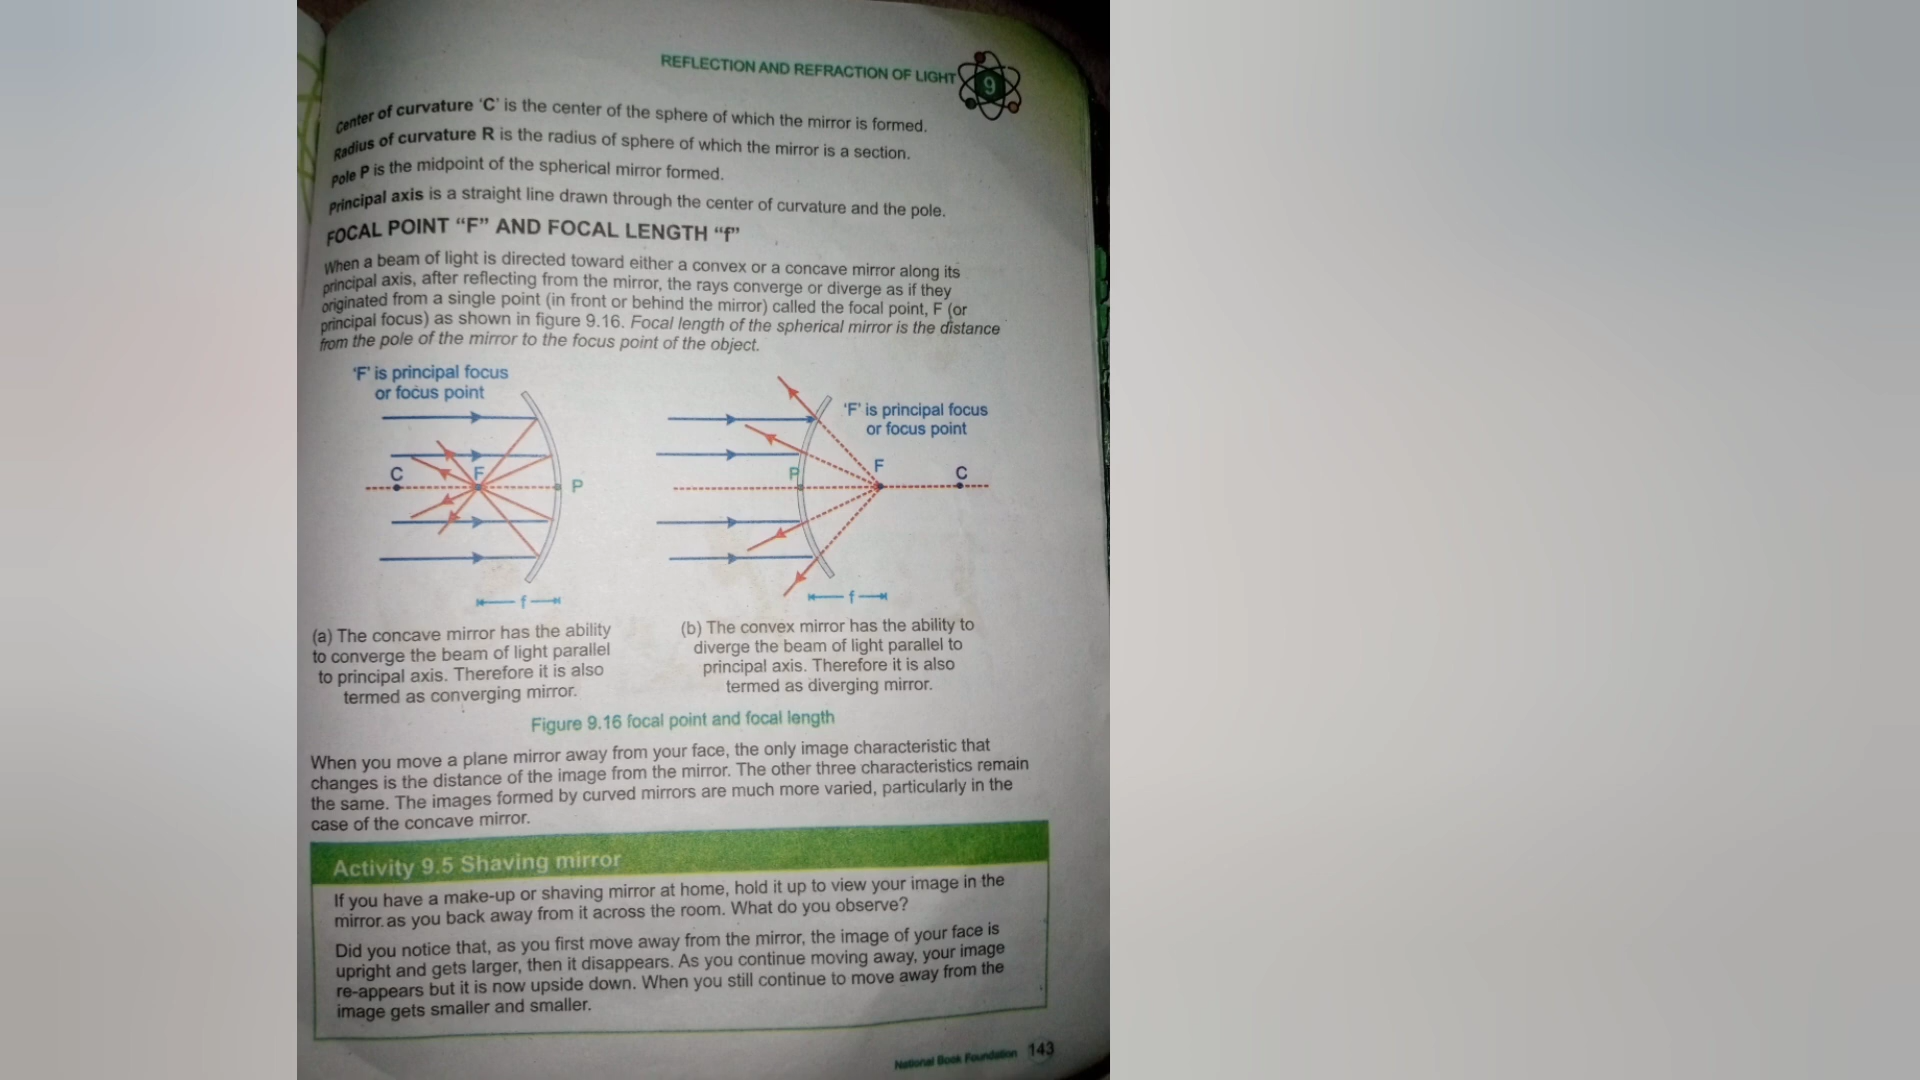 REFLECTION AND REFRACTION OF LIGHT 9
Center of curvature 'C' is the center of the sphere of which the mirror is formed.
Radius of curvature R is the radius of sphere of which the mirror is a section.
Pole P is the midpoint of the spherical mirror formed.
Principal axis is a straight line drawn through the center of curvature and the pole.
FOCAL POINT "F" AND FOCAL LENGTH "f"
When a beam of light is directed toward either a convex or a concave mirror along its
principal axis, after reflecting from the mirror, the rays converge or diverge as if they
originated from a single point (in front or behind the mirror) called the focal point, F (or
principal focus) as shown in figure 9.16. Focal length of the spherical mirror is the distance
from the pole of the mirror to the focus point of the object.
'F' is principal focus
or focus point
C F P
f
'F' is principal focus
or focus point
P F C
f
(a) The concave mirror has the ability
to converge the beam of light parallel
to principal axis. Therefore it is also
termed as converging mirror.
(b) The convex mirror has the ability to
diverge the beam of light parallel to
principal axis. Therefore it is also
termed as diverging mirror.
Figure 9.16 focal point and focal length
When you move a plane mirror away from your face, the only image characteristic that
changes is the distance of the image from the mirror. The other three characteristics remain
the same. The images formed by curved mirrors are much more varied, particularly in the
case of the concave mirror.
Activity 9.5 Shaving mirror
If you have a make-up or shaving mirror at home, hold it up to view your image in the
mirror. as you back away from it across the room. What do you observe?
Did you notice that, as you first move away from the mirror, the image of your face is
upright and gets larger, then it disappears. As you continue moving away, your image
re-appears but it is now upside down. When you still continue to move away from the
image gets smaller and smaller.
National Book Foundation 143